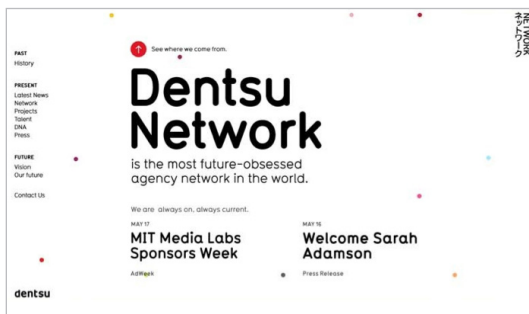 PAST
History
PRESENT
Latest News
Network
Projects
Talent
DNA
Press
FUTURE
Vision
Our future
Contact Us
dentsu
See where we come from.
Dentsu
Network
is the most future-obsessed
agency network in the world.
We are always on, always current.
MAY 17
MIT Media Labs
Sponsors Week
AdWeek
MAY 16
Welcome Sarah
Adamson
Press Release
NETWORK
ネットワーク